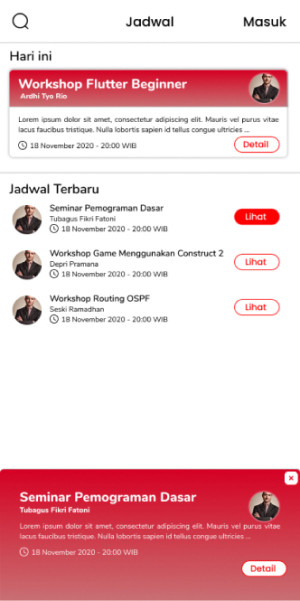 Jadwal
Masuk
Hari ini
Workshop Flutter Beginner
Ardhi Tyo Rio
Lorem ipsum dolor sit amet, consectetur adipiscing elit. Mauris vel purus vitae
lacus faucibus tristique. Nulla lobortis sapien id tellus congue ultricies ...
18 November 2020 - 20:00 WIB
Detail
Jadwal Terbaru
Seminar Pemograman Dasar
Tubagus Fikri Fatoni
18 November 2020 - 20:00 WIB
Lihat
Workshop Game Menggunakan Construct 2
Depri Pramana
18 November 2020 - 20:00 WIB
Lihat
Workshop Routing OSPF
Seski Ramadhan
18 November 2020 - 20:00 WIB
Lihat
Seminar Pemograman Dasar
Tubagus Fikri Fatoni
Lorem ipsum dolor sit amet, consectetur adipiscing elit. Mauris vel purus vitae
lacus faucibus tristique. Nulla lobortis sapien id tellus congue ultricies ...
18 November 2020 - 20:00 WIB
Detail